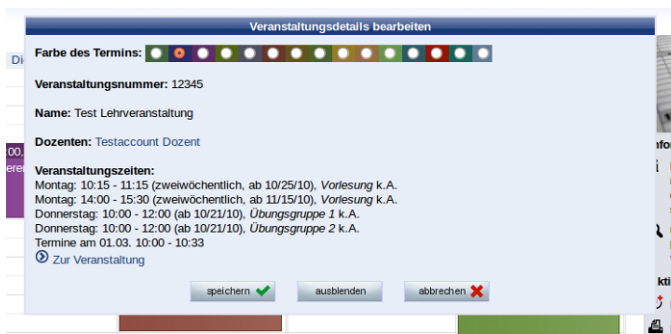 Veranstaltungsdetails bearbeiten
Farbe des Termins:
Veranstaltungsnummer: 12345
Name: Test Lehrveranstaltung
Dozenten: Testaccount Dozent
Veranstaltungszeiten:
Montag: 10:15 - 11:15 (zweiwöchentlich, ab 10/25/10), Vorlesung k.A.
Montag: 14:00 - 15:30 (zweiwöchentlich, ab 11/15/10), Vorlesung k.A.
Donnerstag: 10:00 - 12:00 (ab 10/21/10), Übungsgruppe 1 k.A.
Donnerstag: 10:00 - 12:00 (ab 10/21/10), Übungsgruppe 2 k.A.
Termine am 01.03. 10:00 - 10:33
Zur Veranstaltung
speichern
ausblenden
abbrechen